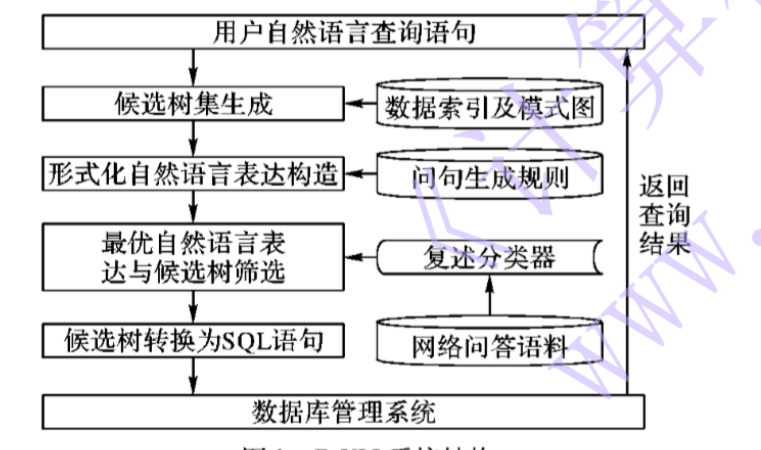 用户自然语言查询语句
候选树集生成
数据索引及模式图
形式化自然语言表达构造
问句生成规则
返回
查询
结果
最优自然语言表
达与候选树筛选
复述分类器
候选树转换为SQL语句
网络问答语料
数据库管理系统
《计算
www.